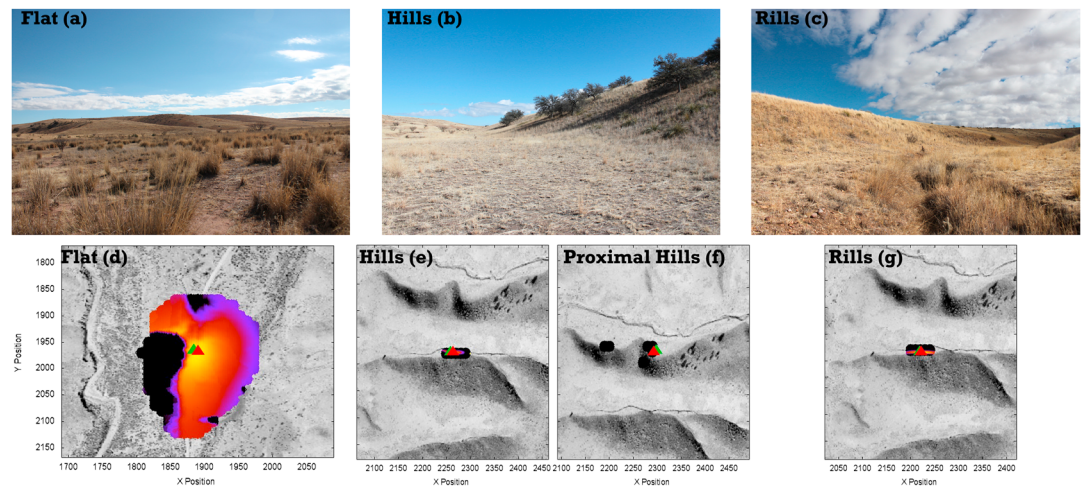 Flat (a)
Hills (b)
Rills (c)
Flat (d)
Hills (e)
Proximal Hills (f)
Rills (g)
Y Position
1800
1850
1900
1950
2000
2050
2100
2150
1700 1750 1800 1850 1900 1950 2000 2050
X Position
2100 2150 2200 2250 2300 2350 2400 2450
X Position
2150 2200 2250 2300 2350 2400 2450
X Position
2050 2100 2150 2200 2250 2300 2350 2400
X Position